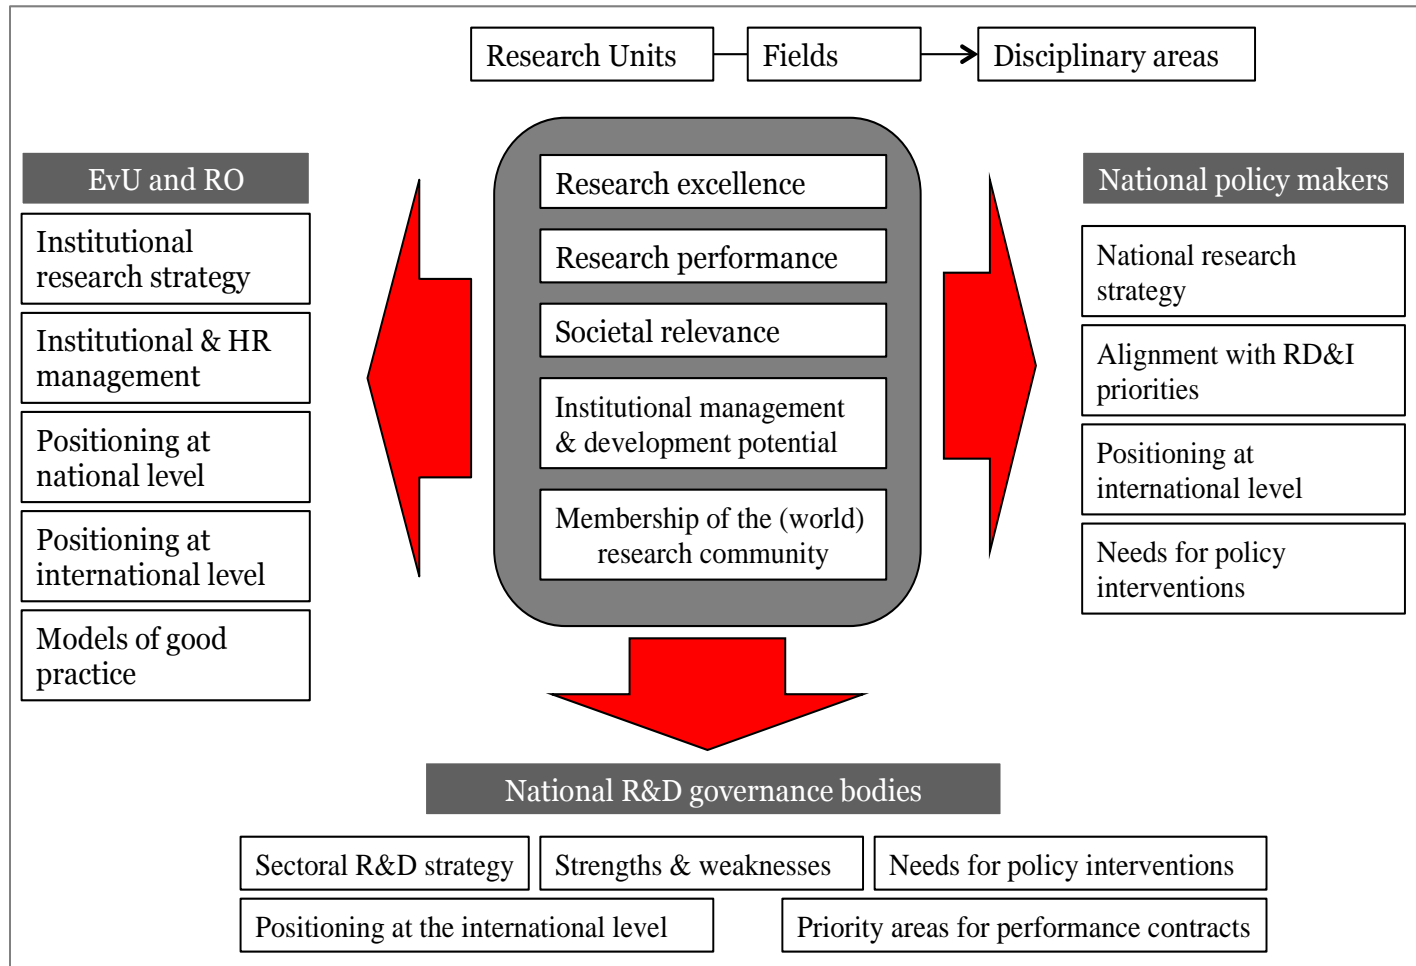 Research Units
Fields
Disciplinary areas
EvU and RO
Institutional
research strategy
Institutional & HR
management
Positioning at
national level
Positioning at
international level
Models of good
practice
Research excellence
Research performance
Societal relevance
Institutional management
& development potential
Membership of the (world)
research community
National policy makers
National research
strategy
Alignment with RD&I
priorities
Positioning at
international level
Needs for policy
interventions
National R&D governance bodies
Sectoral R&D strategy
Strengths & weaknesses
Needs for policy interventions
Positioning at the international level
Priority areas for performance contracts